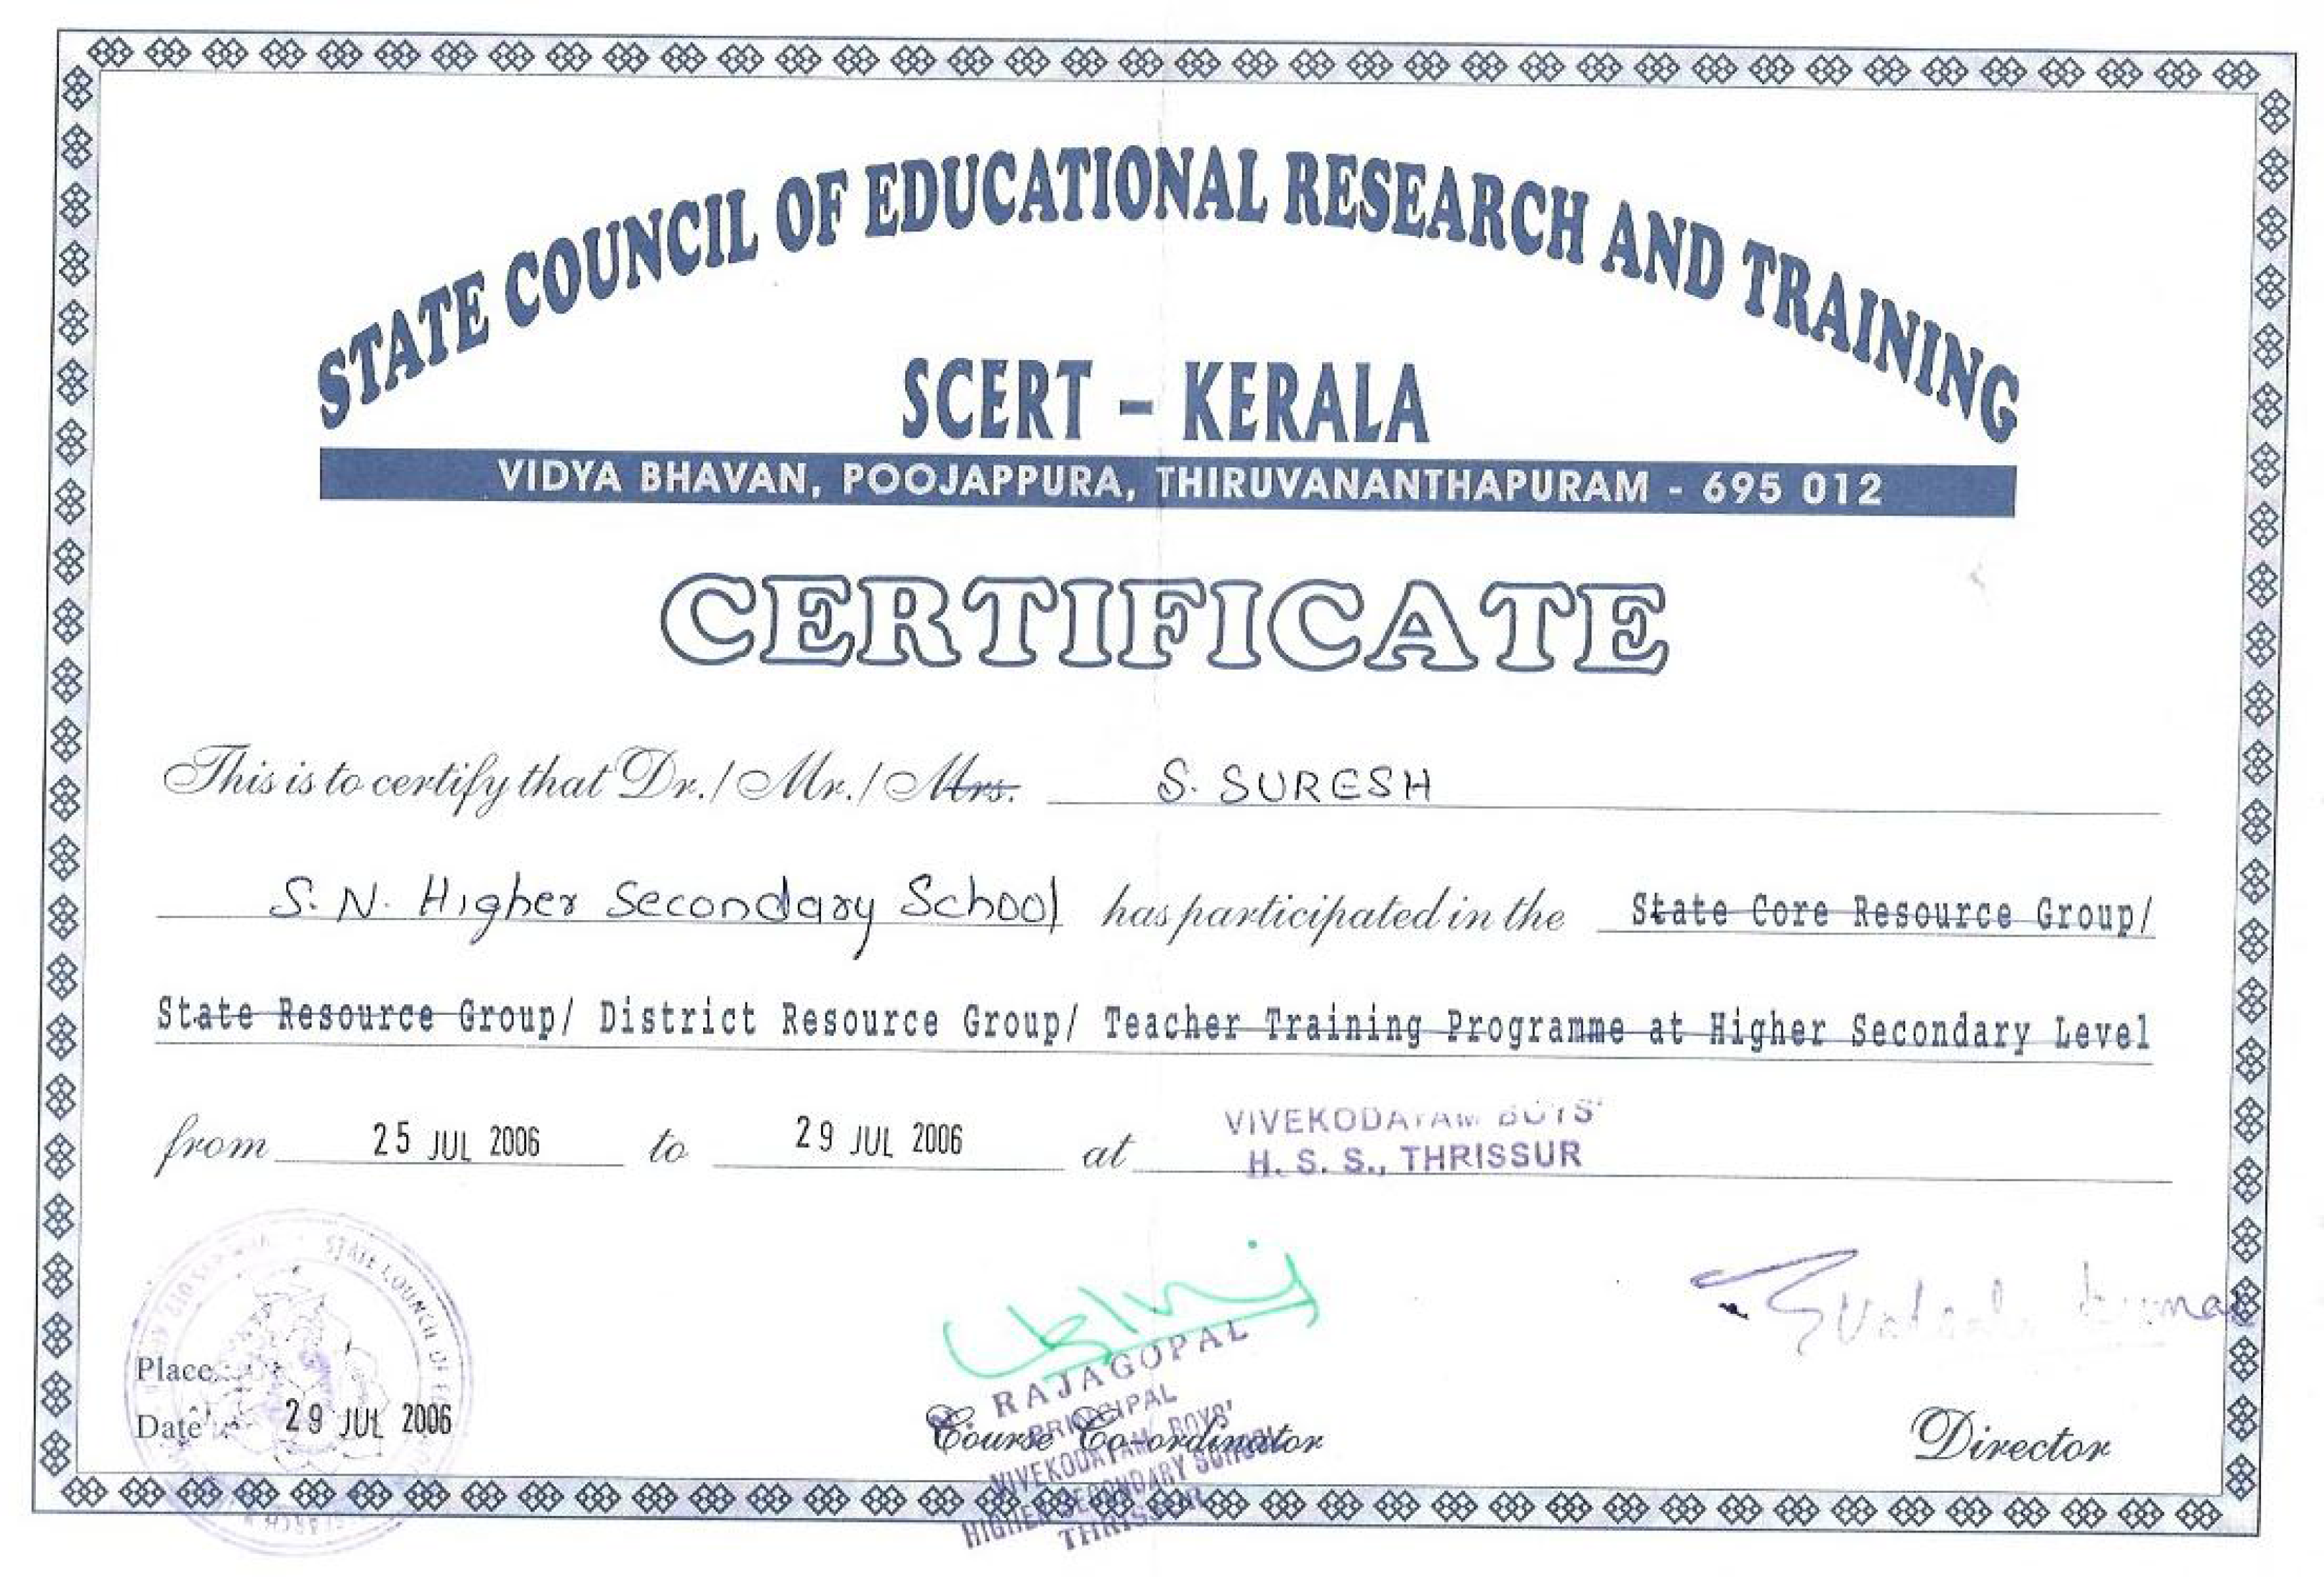 STATE COUNCIL OF EDUCATIONAL RESEARCH AND TRAINING
SCERT – KERALA
VIDYA BHAVAN, POOJAPPURA, THIRUVANANTHAPURAM - 695 012
CERTIFICATE
This is to certify that Dr./Mr./Mrs. S. SURESH
S. N. Higher Secondary School has participated in the State Core Resource Group/
State Resource Group/ District Resource Group/ Teacher Training Programme at Higher Secondary Level
from 25 JUL 2006 to 29 JUL 2006 at VIVEKODAYAM BOYS'
H. S. S., THRISSUR
STATE COUNCIL OF
Place
Date 29 JUL 2006
RAJAGOPAL
PRINCIPAL
VIVEKODAYAM BOYS'
HIGHER SECONDARY SCHOOL
THRISSUR
Course Co-ordinator
Director